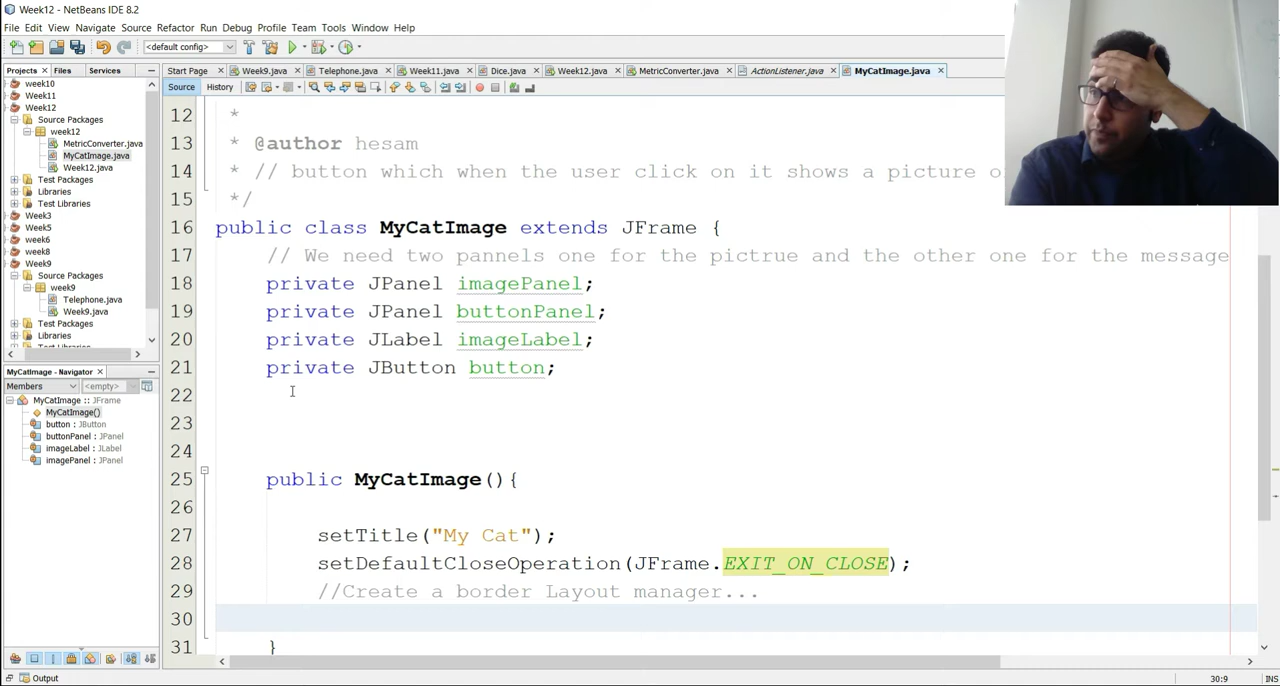 MyCatImage - NetBeans IDE 8.2
File Edit View Navigate Source Refactor Run Debug Profile Team Tools Window Help
<default config>
Projects Files Services
Start Page Week9.java Telephone.java Week11.java Dice.java Week12.java MetricConverter.java ActionListener.java MyCatImage.java
Source History
week10
Week11
Week12
Source Packages
week12
MetricConverter.java
MyCatImage.java
Week12.java
Test Packages
Libraries
Test Libraries
Week3
Week5
week6
week8
Week9
Source Packages
week9
Telephone.java
Week9.java
Test Packages
Libraries
MyCatImage - Navigator
Members <empty>
MyCatImage :: JFrame
MyCatImage()
button : JButton
buttonPanel : JPanel
imageLabel : JLabel
imagePanel : JPanel
12 *
13 * @author hesam
14 * // button which when the user click on it shows a picture
15 */
16 public class MyCatImage extends JFrame {
17 // We need two pannels one for the pictrue and the other one for the message
18 private JPanel imagePanel;
19 private JPanel buttonPanel;
20 private JLabel imageLabel;
21 private JButton button;
22
23
24
25 public MyCatImage(){
26
27 setTitle("My Cat");
28 setDefaultCloseOperation(JFrame.EXIT_ON_CLOSE);
29 //Create a border Layout manager...
30
31 }
Output
30:9 INS